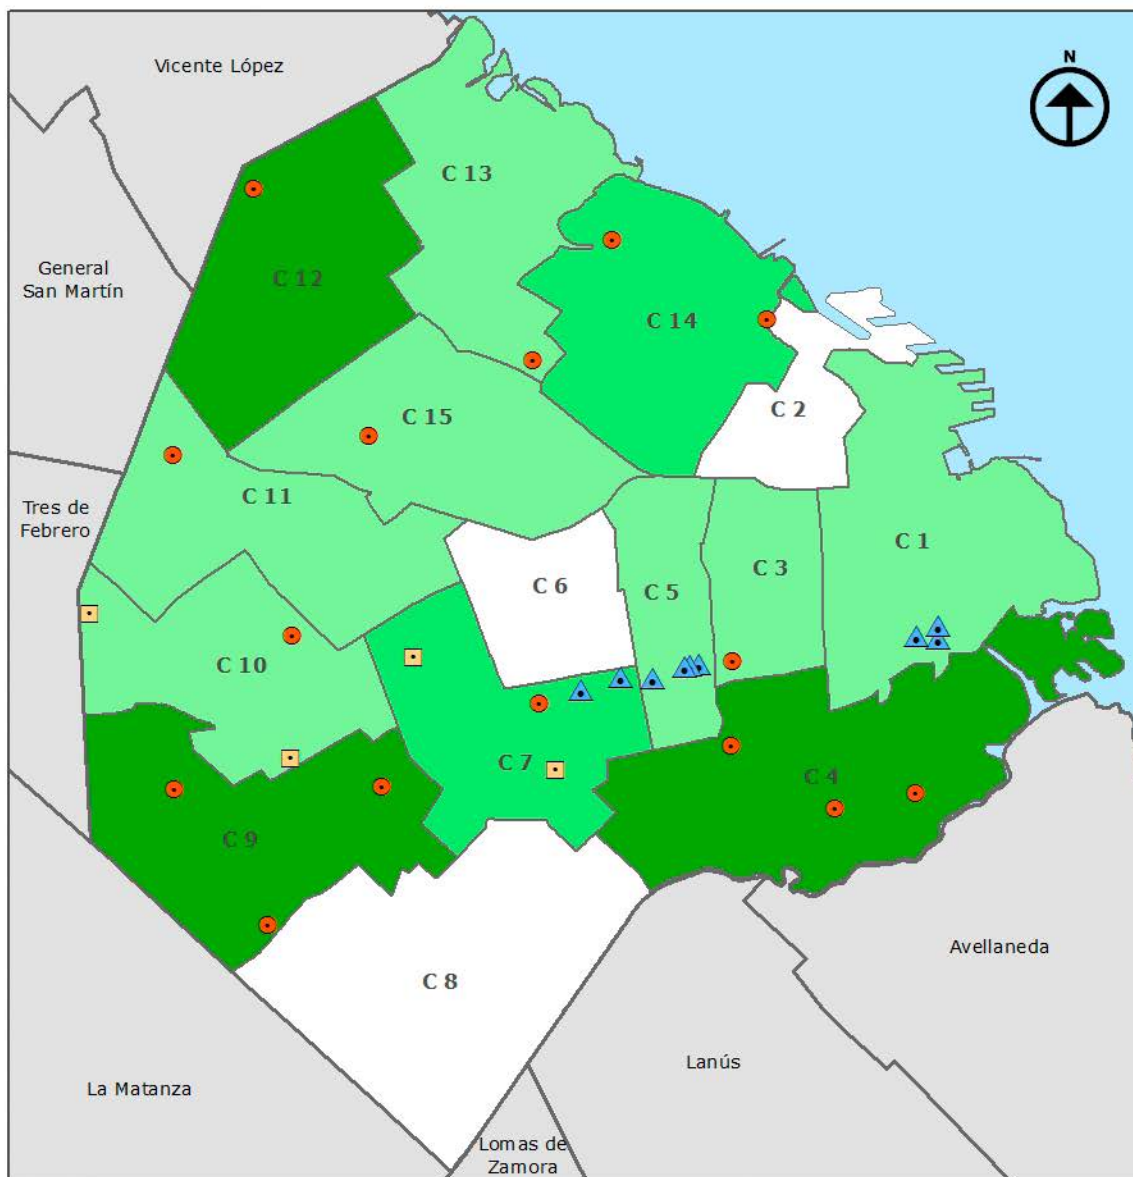 N
Vicente López
C 13
General
San Martín
C 12
C 14
C 2
C 15
C 11
Tres de
Febrero
C 1
C 3
C 6
C 5
C 10
C 7
C 4
C 9
Avellaneda
C 8
Lanús
La Matanza
Lomas de
Zamora